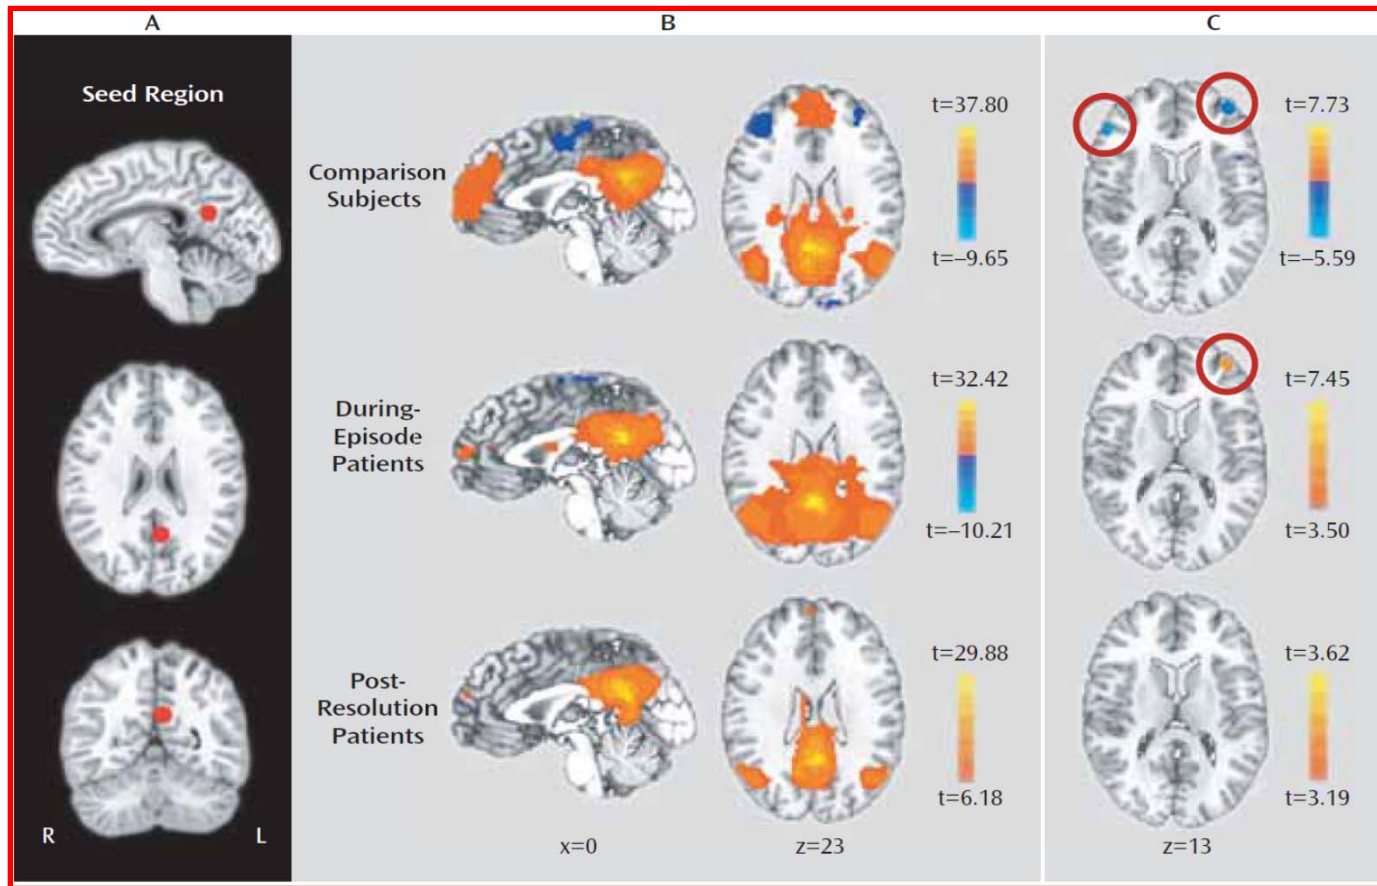 A
B
C
Seed Region
R
L
Comparison
Subjects
t=37.80
t=–9.65
t=7.73
t=–5.59
During-
Episode
Patients
t=32.42
t=–10.21
t=7.45
t=3.50
Post-
Resolution
Patients
t=29.88
t=6.18
t=3.62
t=3.19
x=0
z=23
z=13